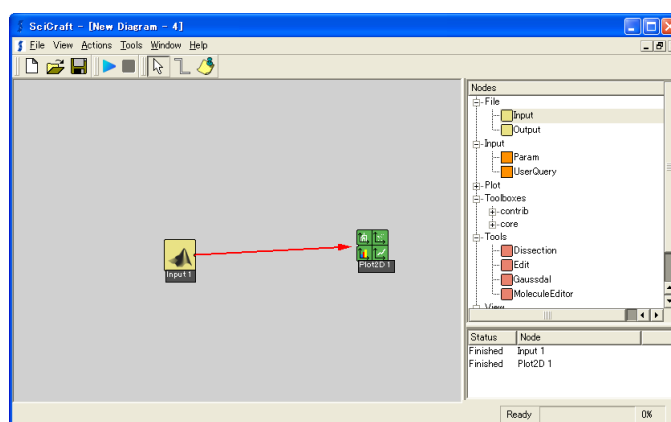 SciCraft - [New Diagram - 4]
File View Actions Tools Window Help
Nodes
File
Input
Output
Input
Param
UserQuery
Plot
Toolboxes
contrib
core
Tools
Dissection
Edit
Gaussdal
MoleculeEditor
View
Input 1
Plot2D 1
Status Node
Finished Input 1
Finished Plot2D 1
Ready 0%